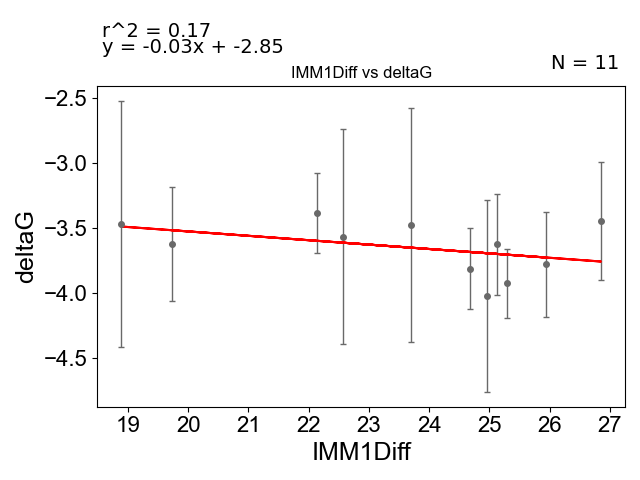 r^2 = 0.17
y = -0.03x + -2.85
N = 11
IMM1Diff vs deltaG
−2.5
−3.0
−3.5
−4.0
−4.5
deltaG
19 20 21 22 23 24 25 26 27
IMM1Diff